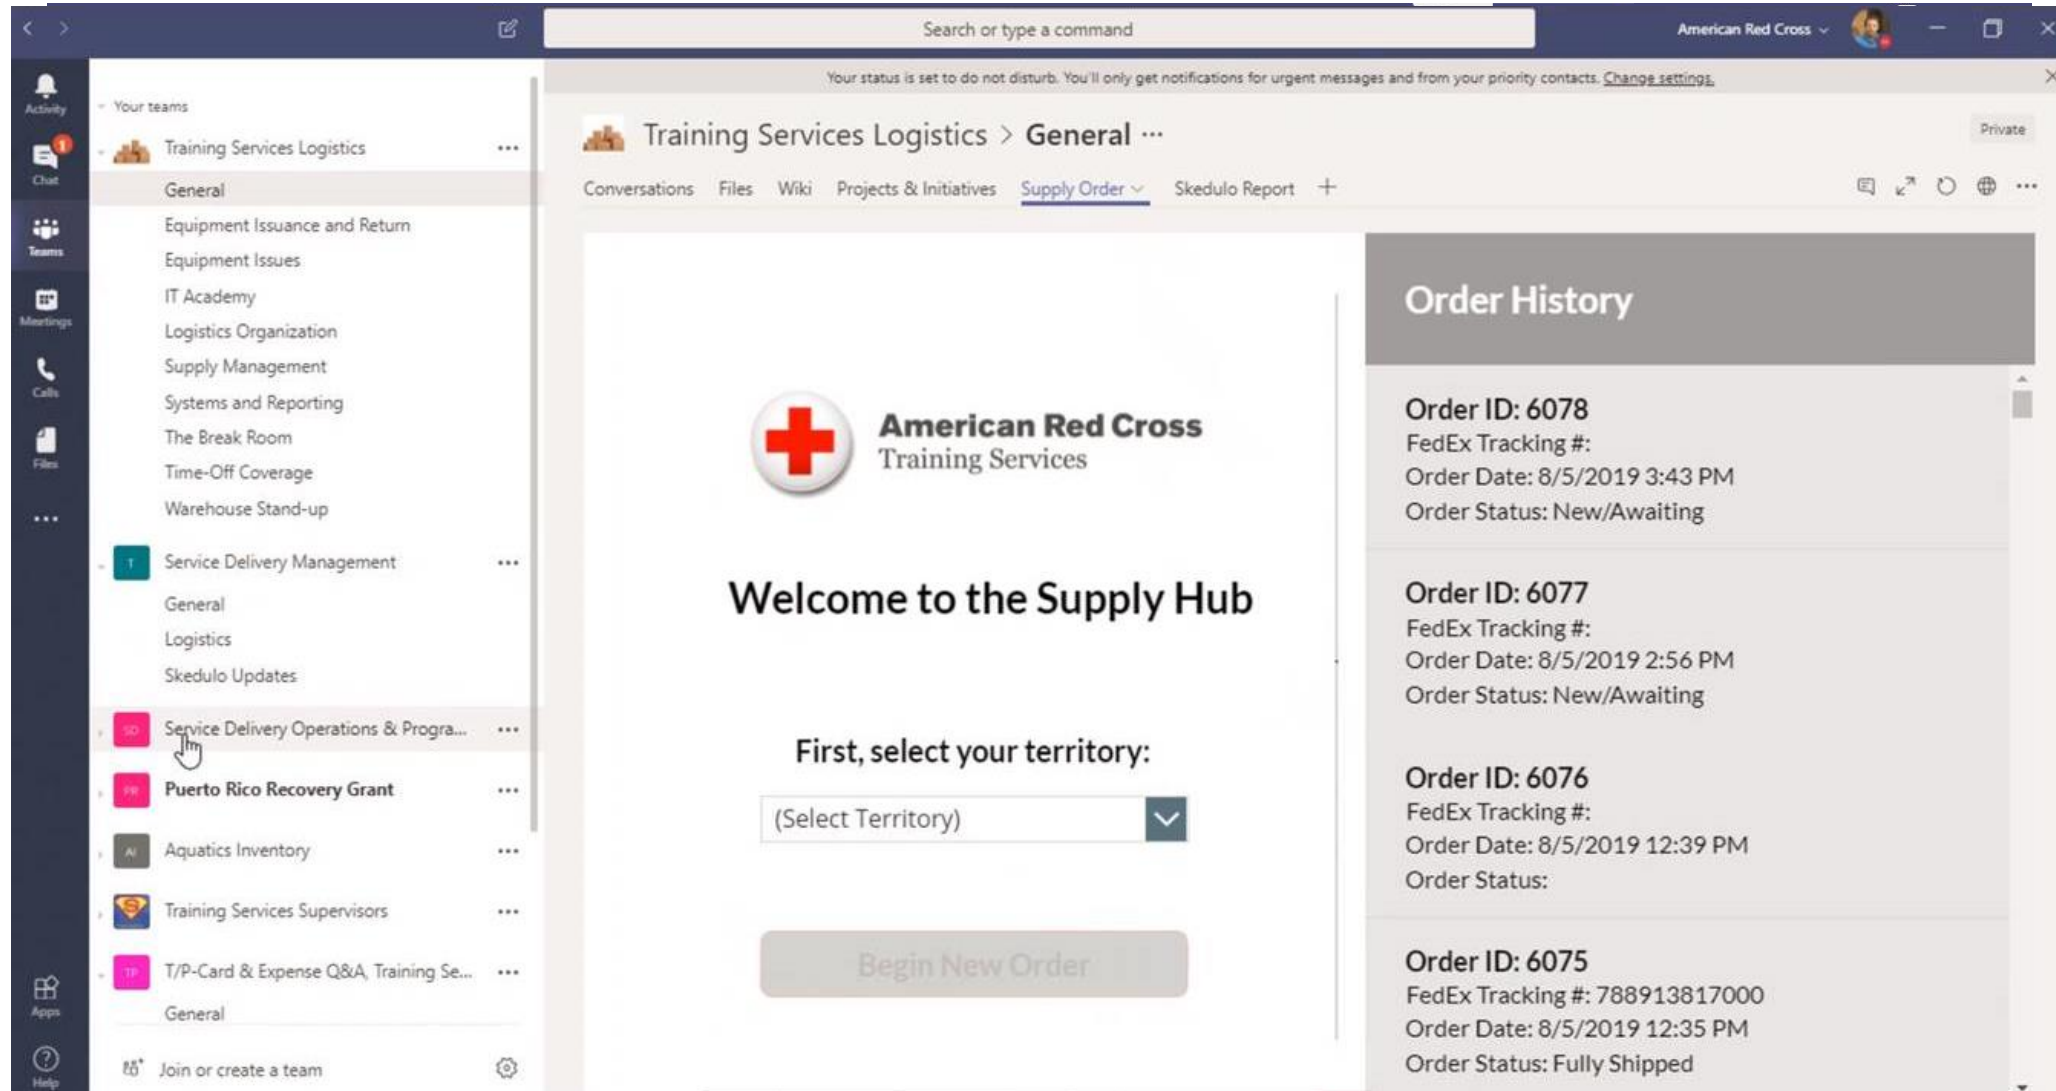 Search or type a command
American Red Cross
Your status is set to do not disturb. You'll only get notifications for urgent messages and from your priority contacts. Change settings.
Activity
Chat
1
Teams
Meetings
Calls
Files
Apps
Help
Your teams
Training Services Logistics
General
Equipment Issuance and Return
Equipment Issues
IT Academy
Logistics Organization
Supply Management
Systems and Reporting
The Break Room
Time-Off Coverage
Warehouse Stand-up
T Service Delivery Management
General
Logistics
Skedulo Updates
SD Service Delivery Operations & Progra...
PR Puerto Rico Recovery Grant
AI Aquatics Inventory
S Training Services Supervisors
TP T/P-Card & Expense Q&A, Training Se...
General
Join or create a team
Training Services Logistics > General ...
Private
Conversations Files Wiki Projects & Initiatives Supply Order Skedulo Report +
American Red Cross
Training Services
Welcome to the Supply Hub
First, select your territory:
(Select Territory)
Begin New Order
Order History
Order ID: 6078
FedEx Tracking #:
Order Date: 8/5/2019 3:43 PM
Order Status: New/Awaiting
Order ID: 6077
FedEx Tracking #:
Order Date: 8/5/2019 2:56 PM
Order Status: New/Awaiting
Order ID: 6076
FedEx Tracking #:
Order Date: 8/5/2019 12:39 PM
Order Status:
Order ID: 6075
FedEx Tracking #: 788913817000
Order Date: 8/5/2019 12:35 PM
Order Status: Fully Shipped